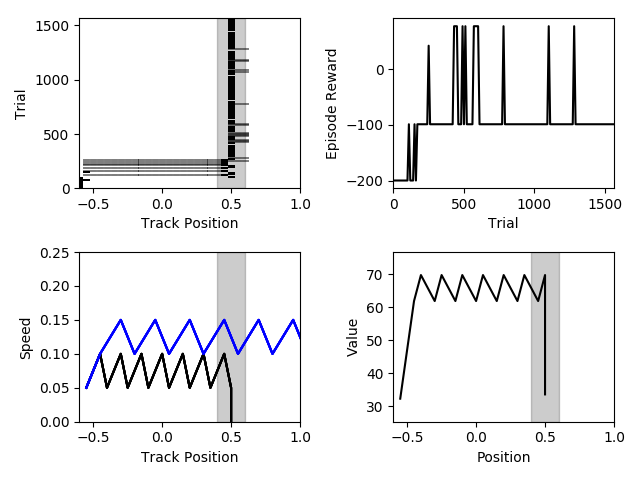 1500
1000
500
0
Trial
−0.5 0.0 0.5 1.0
Track Position
0
−100
−200
Episode Reward
0 500 1000 1500
Trial
0.25
0.20
0.15
0.10
0.05
0.00
Speed
−0.5 0.0 0.5 1.0
Track Position
70
60
50
40
30
Value
−0.5 0.0 0.5 1.0
Position